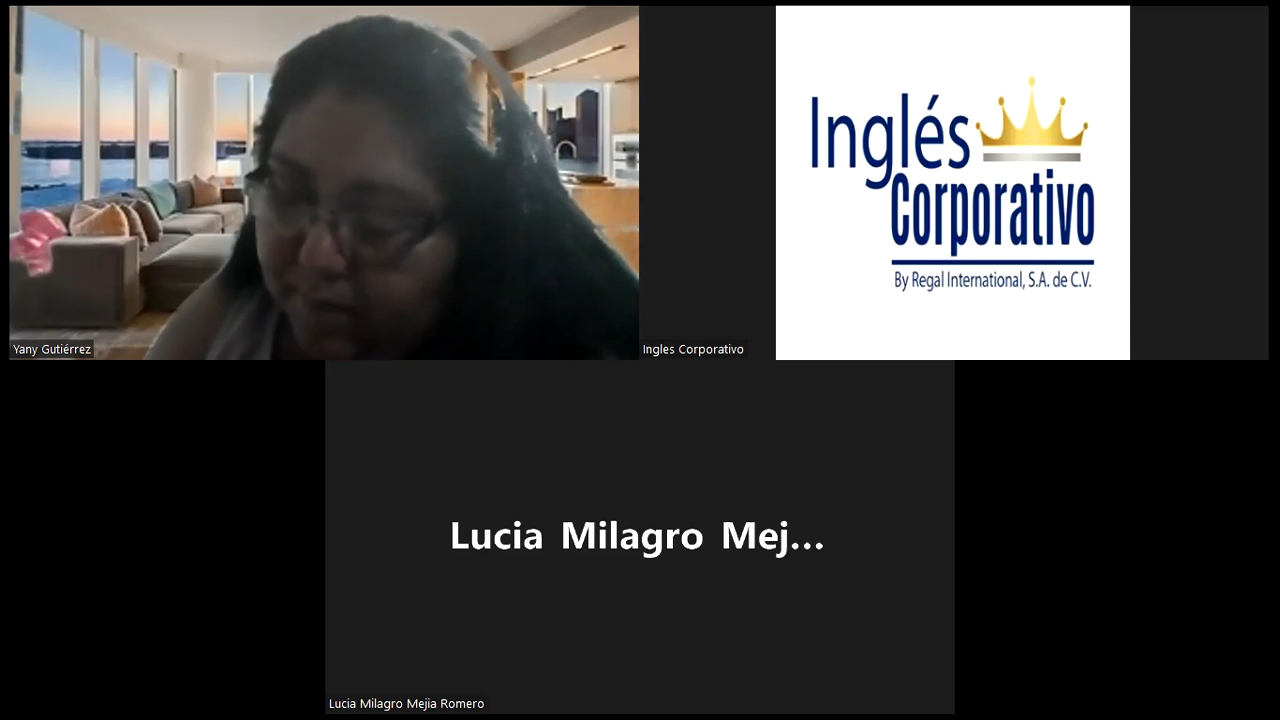 Yany Gutiérrez
Inglés
Corporativo
By Regal International, S.A. de C.V.
Ingles Corporativo
Lucia Milagro Mej...
Lucia Milagro Mejia Romero